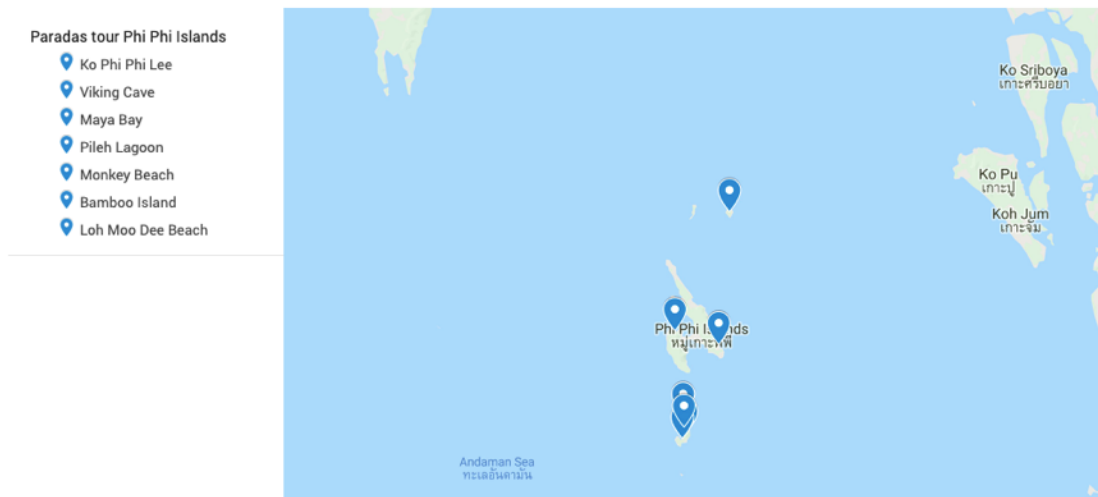 Paradas tour Phi Phi Islands
Ko Phi Phi Lee
Viking Cave
Maya Bay
Pileh Lagoon
Monkey Beach
Bamboo Island
Loh Moo Dee Beach
Ko Sriboya
เกาะศรีบอยา
Ko Pu
เกาะปู
Koh Jum
เกาะจำ
Phi Phi Islands
หมู่เกาะพีพี
Andaman Sea
ทะเลอันดามัน